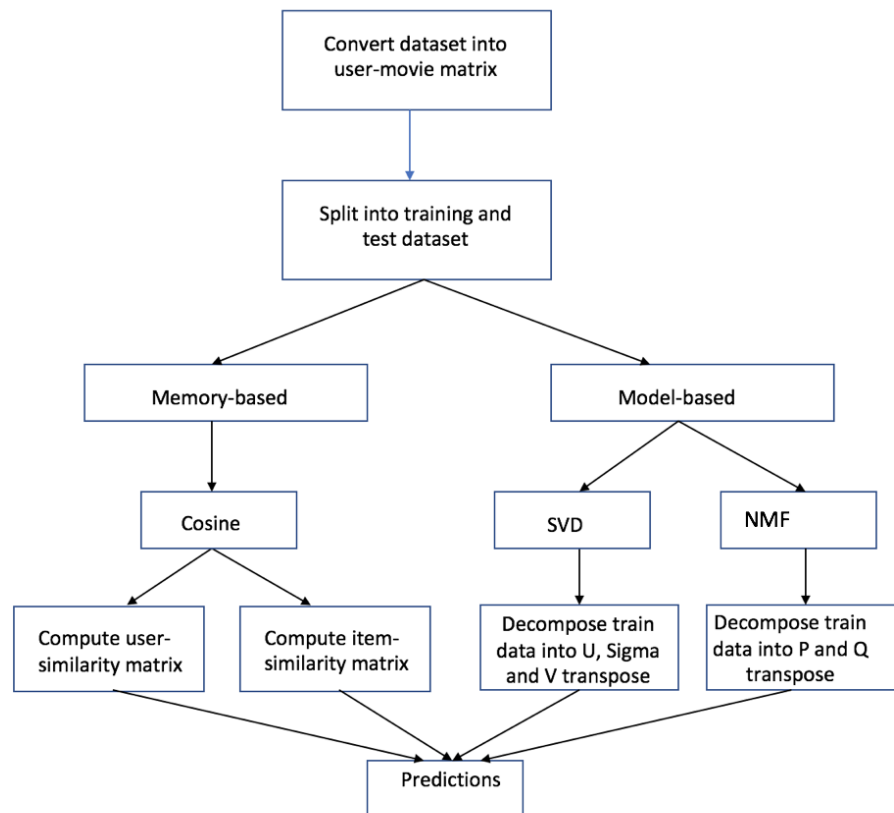 Convert dataset into
user-movie matrix
Split into training and
test dataset
Memory-based
Model-based
Cosine
SVD
NMF
Compute user-
similarity matrix
Compute item-
similarity matrix
Decompose train
data into U, Sigma
and V transpose
Decompose train
data into P and Q
transpose
Predictions